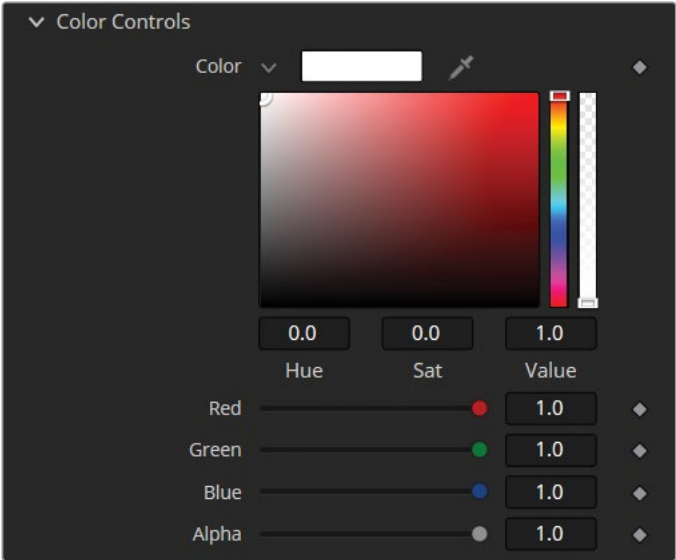 Color Controls
Color
0.0 0.0 1.0
Hue Sat Value
Red 1.0
Green 1.0
Blue 1.0
Alpha 1.0